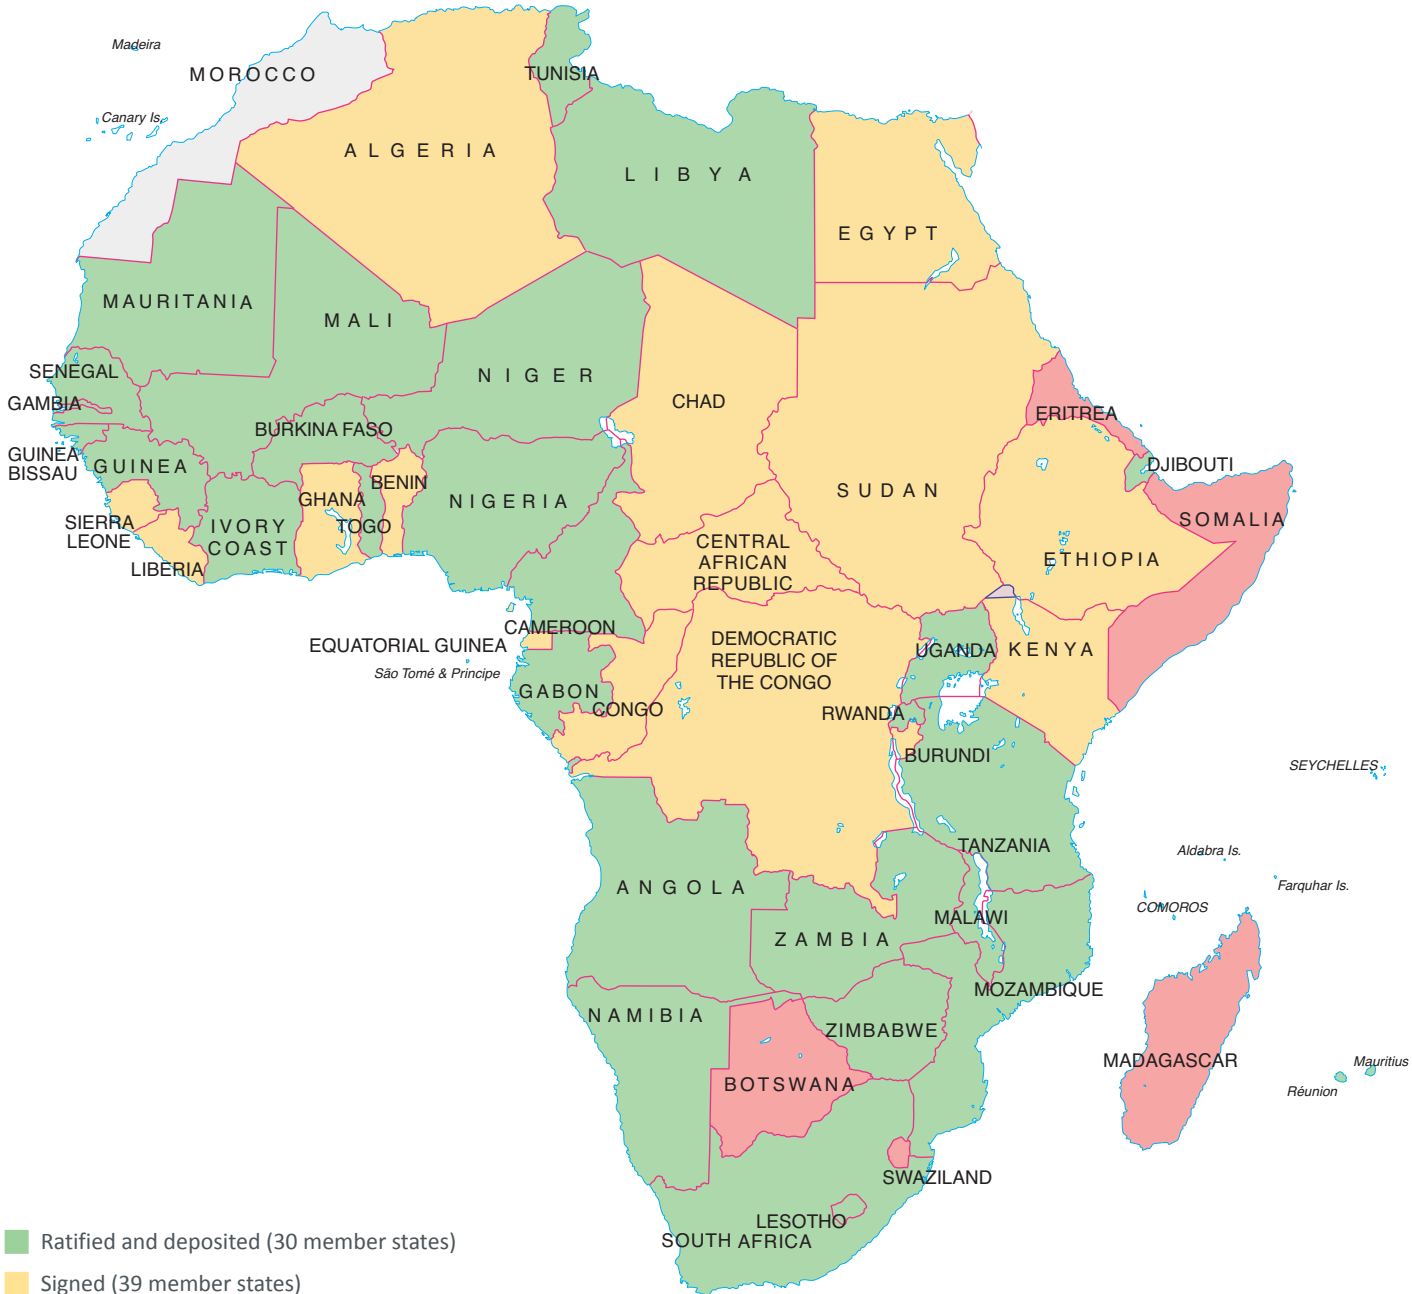 Madeira
MOROCCO
TUNISIA
Canary Is.
ALGERIA
LIBYA
EGYPT
MAURITANIA
MALI
NIGER
CHAD
SENEGAL
GAMBIA
BURKINA FASO
ERITREA
GUINEA
BISSAU
GUINEA
DJIBOUTI
BENIN
GHANA
NIGERIA
SUDAN
SOMALIA
SIERRA
LEONE
IVORY
COAST
TOGO
CENTRAL
AFRICAN
REPUBLIC
ETHIOPIA
LIBERIA
CAMEROON
EQUATORIAL GUINEA
DEMOCRATIC
REPUBLIC OF
THE CONGO
UGANDA
KENYA
São Tomé & Principe
GABON
CONGO
RWANDA
BURUNDI
SEYCHELLES
TANZANIA
Aldabra Is.
ANGOLA
Farquhar Is.
COMOROS
MALAWI
ZAMBIA
MOZAMBIQUE
NAMIBIA
ZIMBABWE
MADAGASCAR
Mauritius
BOTSWANA
Réunion
SWAZILAND
LESOTHO
SOUTH AFRICA
Ratified and deposited (30 member states)
Signed (39 member states)